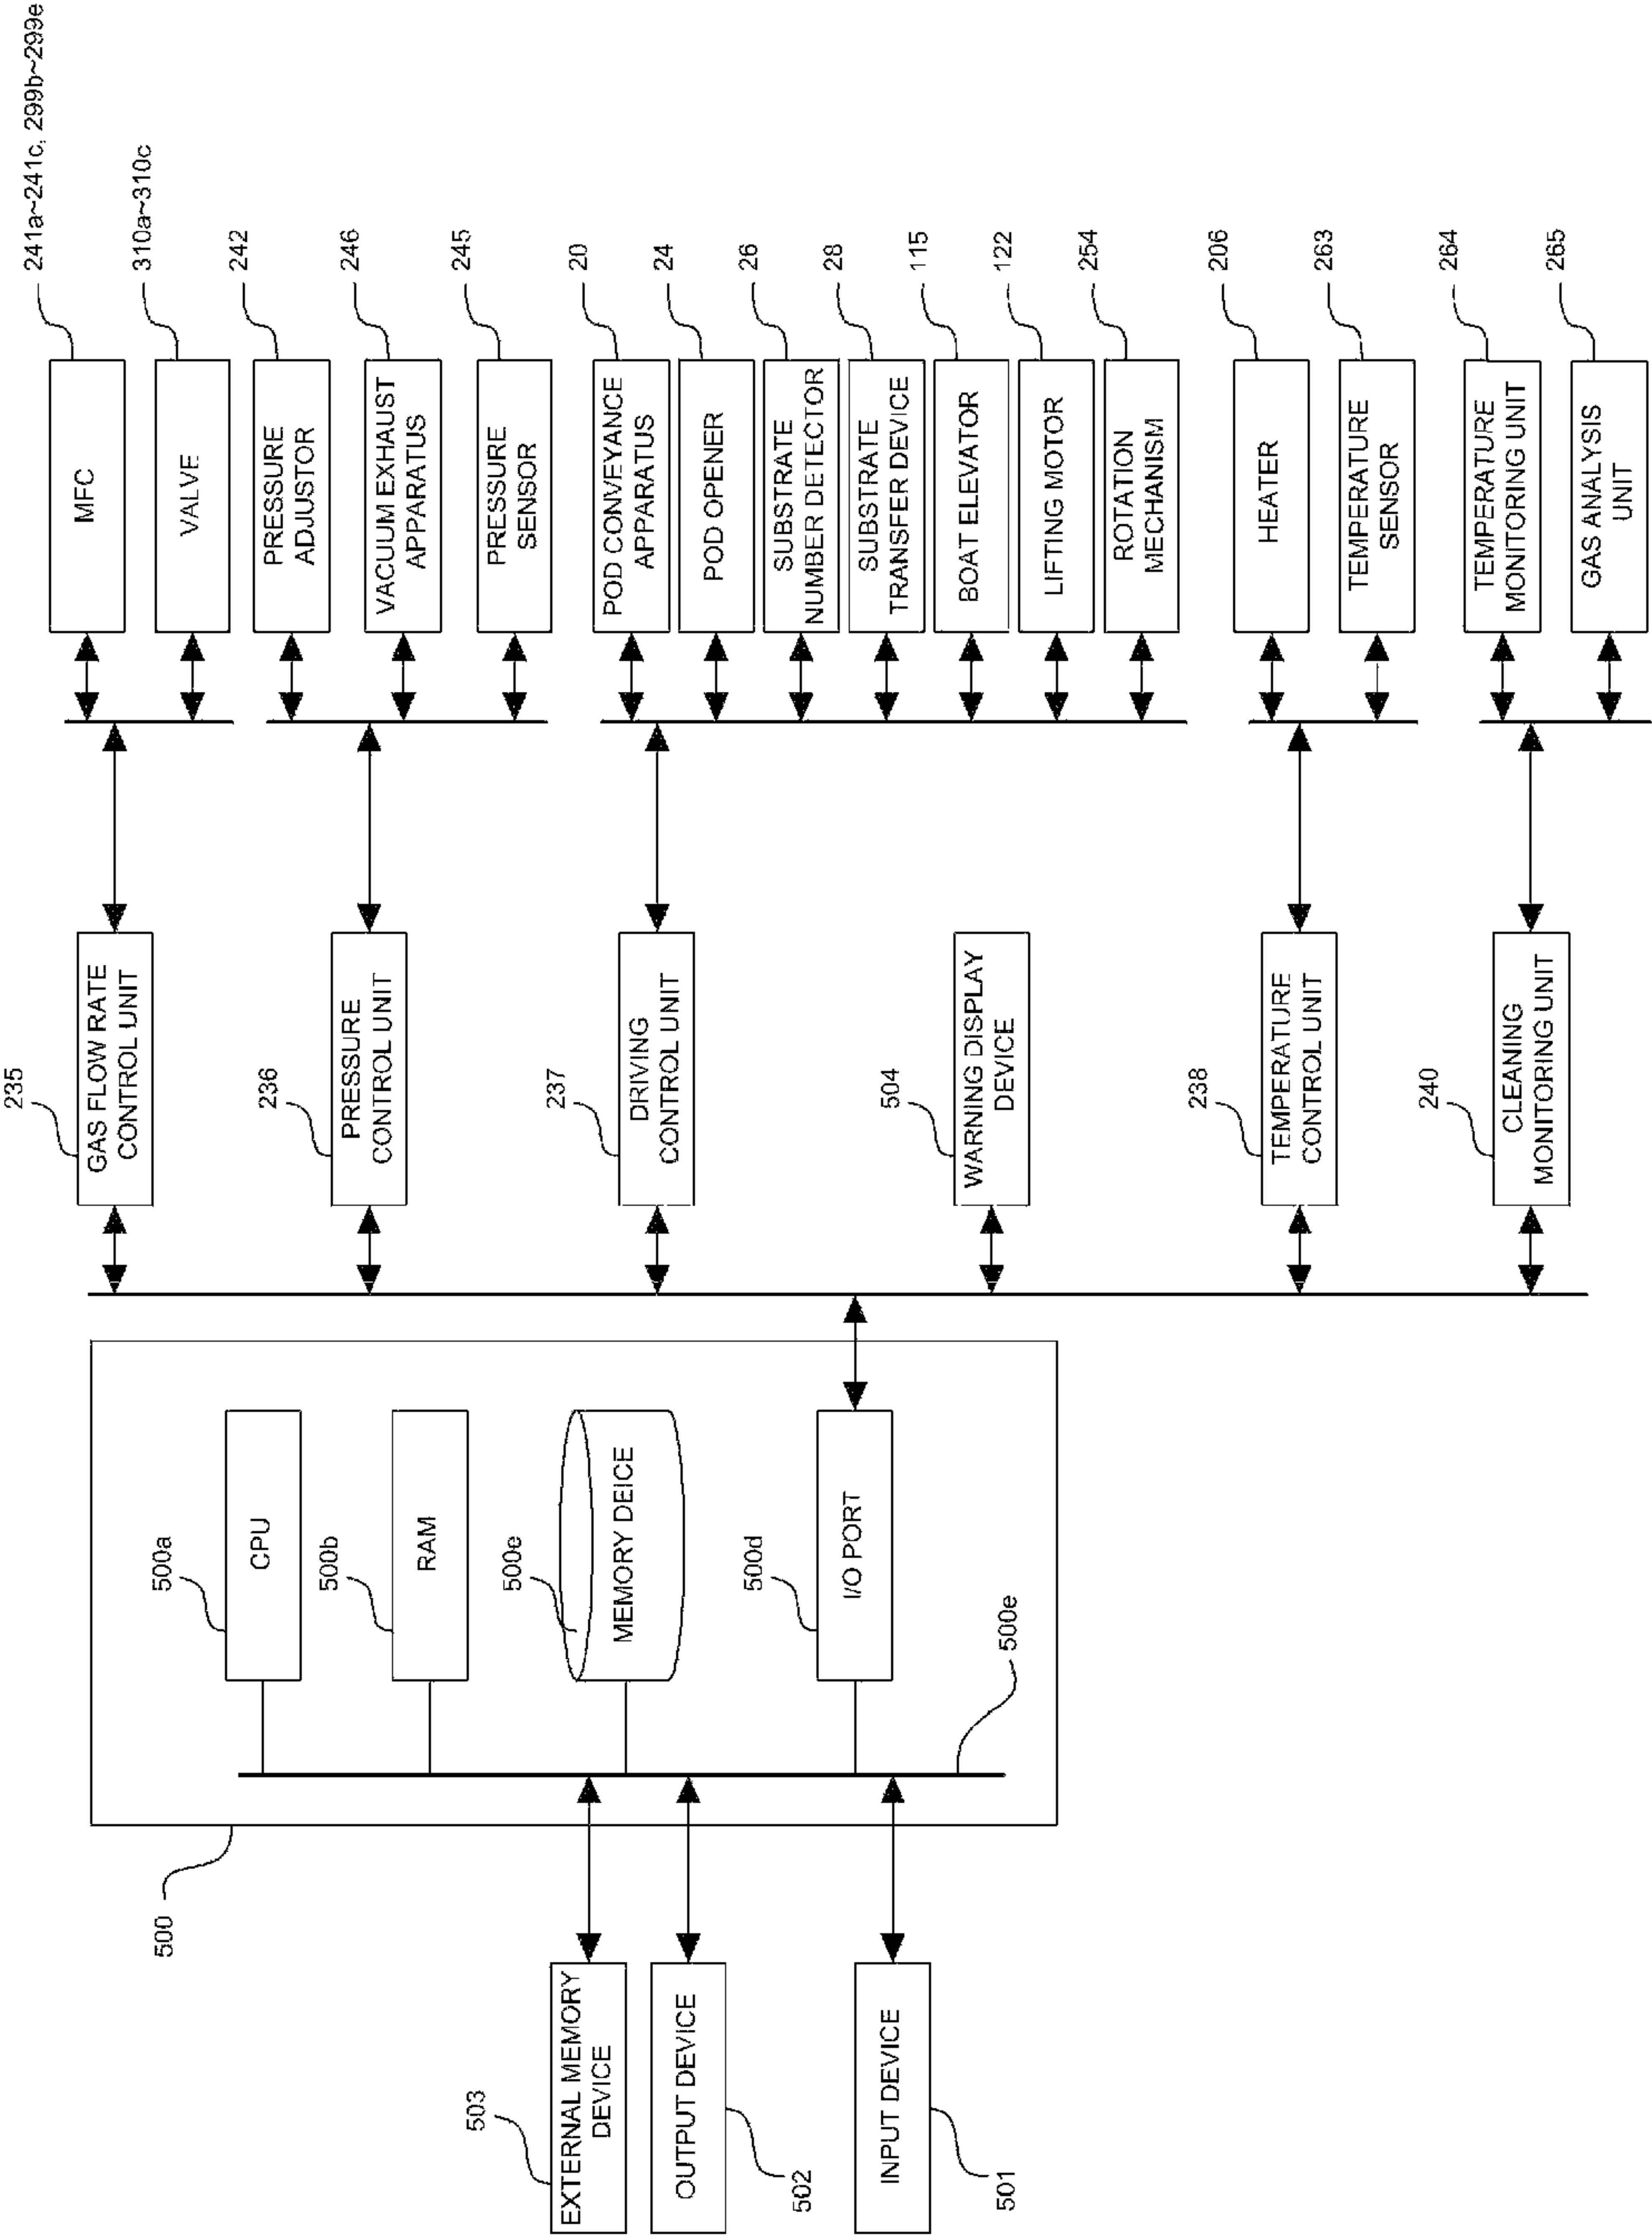 503
EXTERNAL MEMORY
DEVICE
OUTPUT DEVICE
502
INPUT DEVICE
501
500
500a
CPU
500b
RAM
500e
MEMORY DEICE
500d
I/O PORT
500e
235
GAS FLOW RATE
CONTROL UNIT
236
PRESSURE
CONTROL UNIT
237
DRIVING
CONTROL UNIT
504
WARNING DISPLAY
DEVICE
238
TEMPERATURE
CONTROL UNIT
240
CLEANING
MONITORING UNIT
MFC
241a~241c, 299b~299e
VALVE
310a~310c
PRESSURE
ADJUSTOR
242
VACUUM EXHAUST
APPARATUS
246
PRESSURE
SENSOR
245
POD CONVEYANCE
APPARATUS
20
POD OPENER
24
SUBSTRATE
NUMBER DETECTOR
26
SUBSTRATE
TRANSFER DEVICE
28
BOAT ELEVATOR
115
LIFTING MOTOR
122
ROTATION
MECHANISM
254
HEATER
206
TEMPERATURE
SENSOR
263
TEMPERATURE
MONITORING UNIT
264
GAS ANALYSIS
UNIT
265